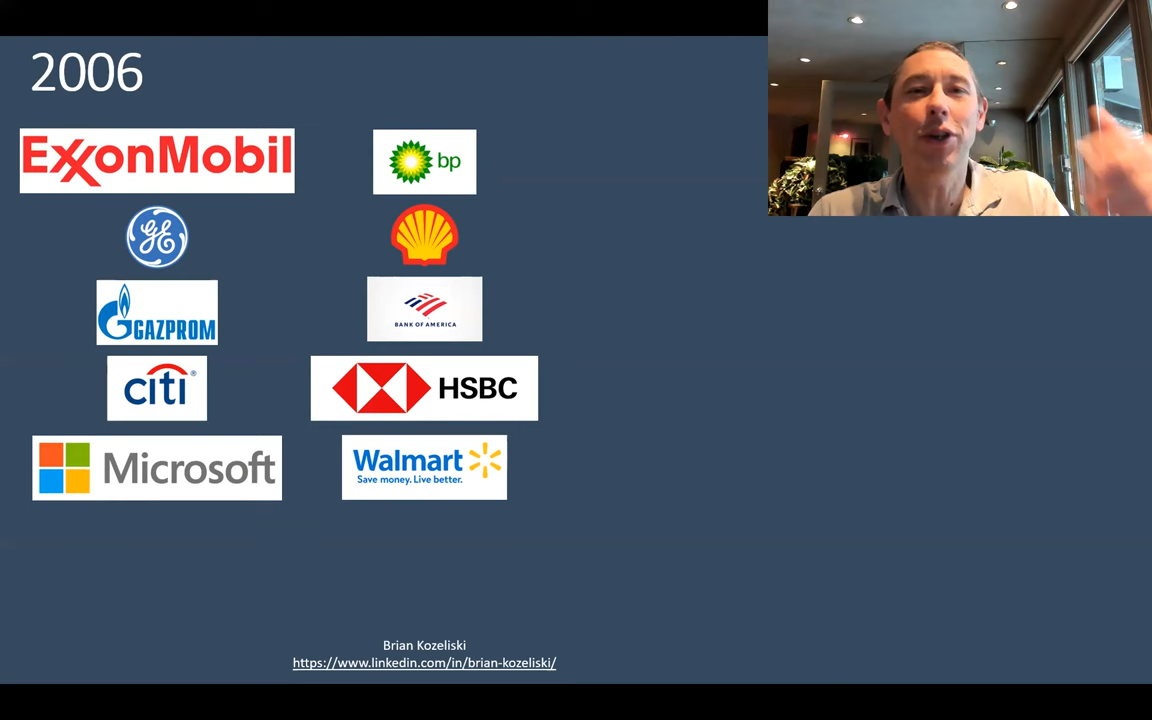 2006
ExxonMobil
bp
GE
GAZPROM
BANK OF AMERICA
citi®
HSBC
Microsoft
Walmart
Save money. Live better.
Brian Kozeliski
https://www.linkedin.com/in/brian-kozeliski/